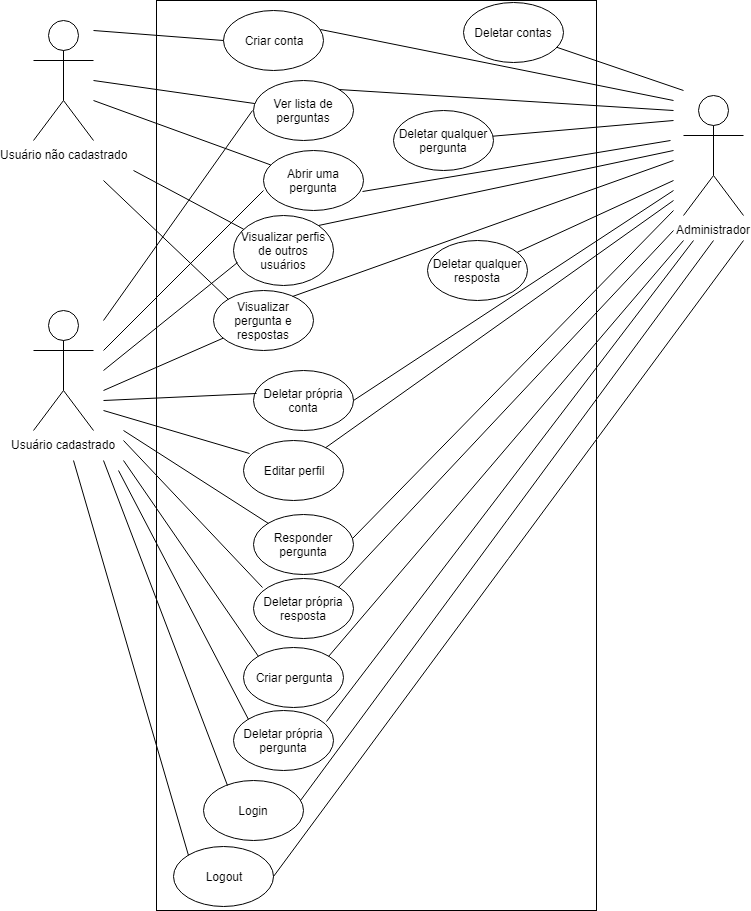 Deletar contas
Criar conta
Ver lista de
perguntas
Deletar qualquer
pergunta
Usuário não cadastrado
Abrir uma
pergunta
Administrador
Visualizar perfis
de outros
usuários
Deletar qualquer
resposta
Visualizar
pergunta e
respostas
Deletar própria
conta
Usuário cadastrado
Editar perfil
Responder
pergunta
Deletar própria
resposta
Criar pergunta
Deletar própria
pergunta
Login
Logout